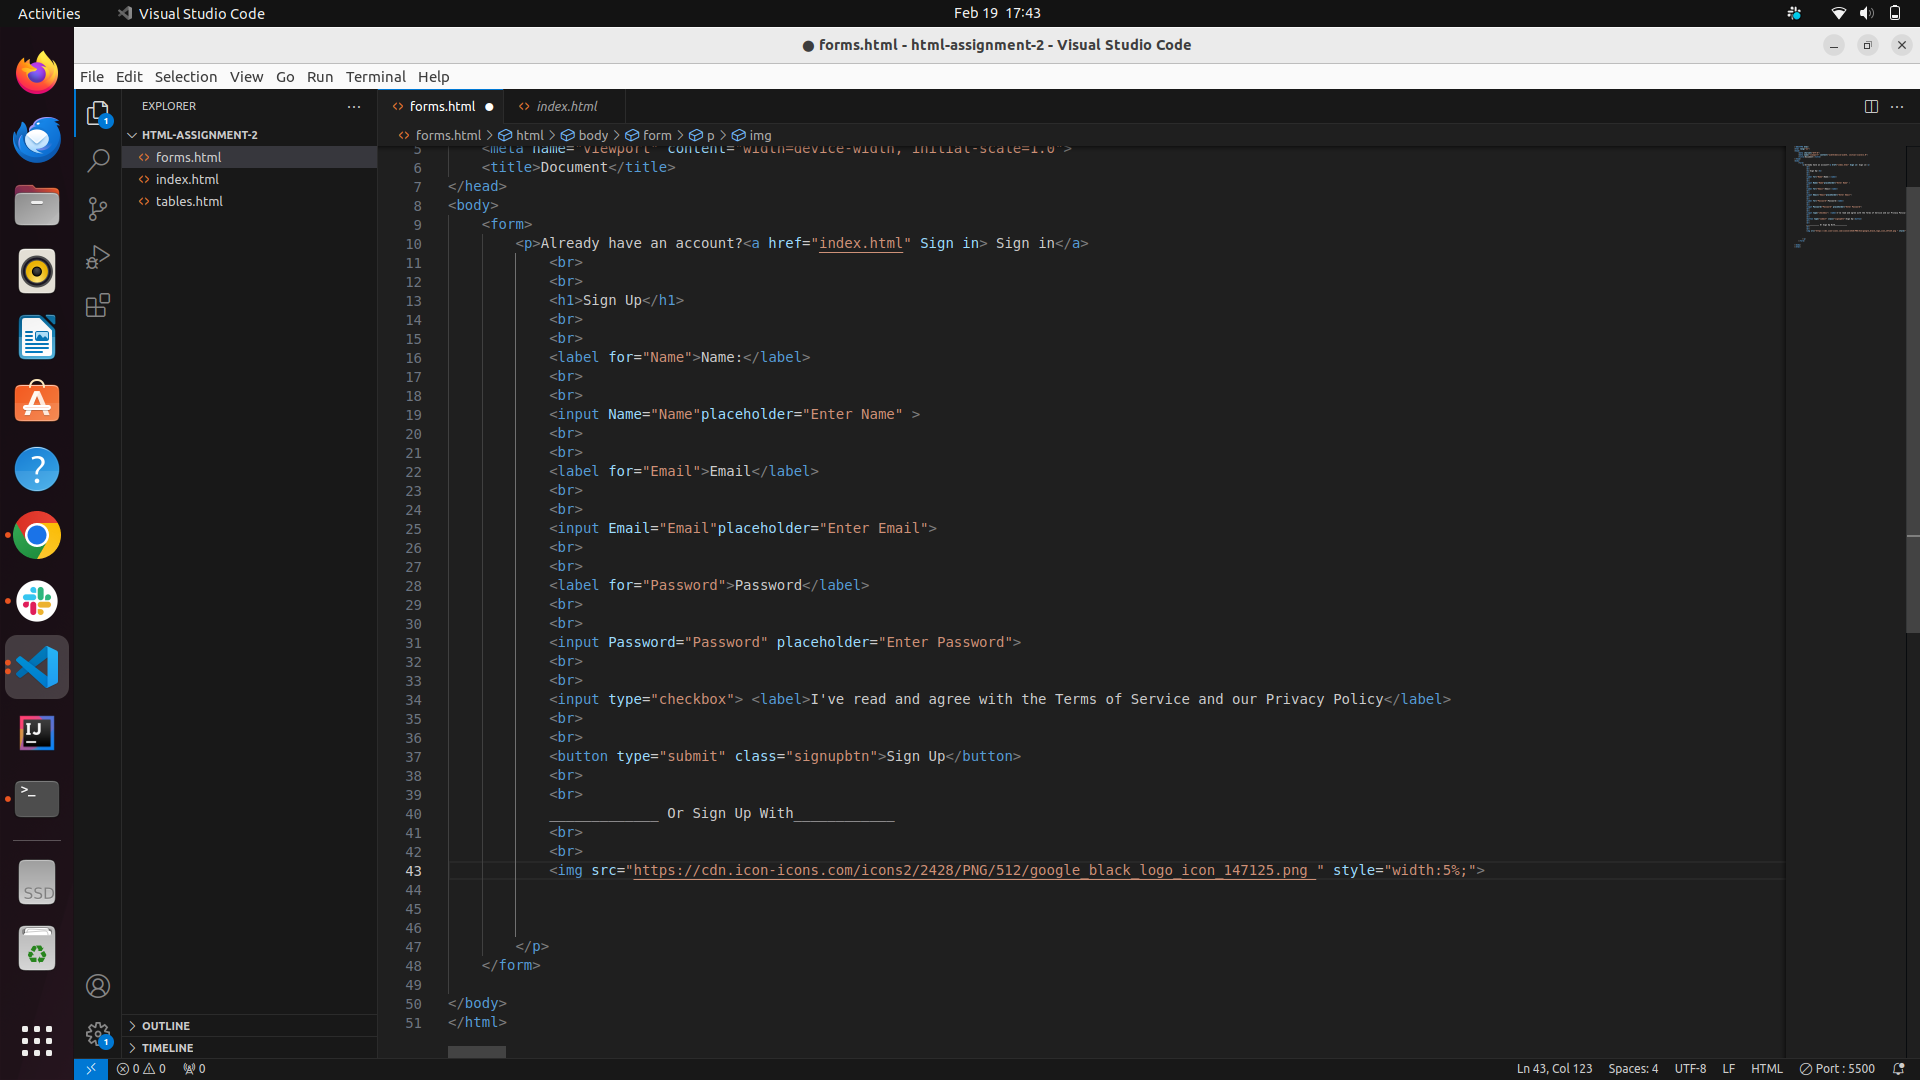 Activities
Visual Studio Code
Feb 19 17:43
● forms.html - html-assignment-2 - Visual Studio Code
File Edit Selection View Go Run Terminal Help
EXPLORER
HTML-ASSIGNMENT-2
forms.html
index.html
tables.html
forms.html ●
index.html
forms.html > html > body > form > p > img
5 <meta name="viewport" content="width=device-width, initial-scale=1.0">
6 <title>Document</title>
7 </head>
8 <body>
9 <form>
10 <p>Already have an account?<a href="index.html" Sign in> Sign in</a>
11 <br>
12 <br>
13 <h1>Sign Up</h1>
14 <br>
15 <br>
16 <label for="Name">Name:</label>
17 <br>
18 <br>
19 <input Name="Name"placeholder="Enter Name" >
20 <br>
21 <br>
22 <label for="Email">Email</label>
23 <br>
24 <br>
25 <input Email="Email"placeholder="Enter Email">
26 <br>
27 <br>
28 <label for="Password">Password</label>
29 <br>
30 <br>
31 <input Password="Password" placeholder="Enter Password">
32 <br>
33 <br>
34 <input type="checkbox"> <label>I've read and agree with the Terms of Service and our Privacy Policy</label>
35 <br>
36 <br>
37 <button type="submit" class="signupbtn">Sign Up</button>
38 <br>
39 <br>
40 _____________ Or Sign Up With____________
41 <br>
42 <br>
43 <img src="https://cdn.icon-icons.com/icons2/2428/PNG/512/google_black_logo_icon_147125.png " style="width:5%;">
44
45
46
47 </p>
48 </form>
49
50 </body>
51 </html>
OUTLINE
TIMELINE
1
1
IJ
>_
SSD
0 0 0
Ln 43, Col 123 Spaces: 4 UTF-8 LF HTML Port : 5500